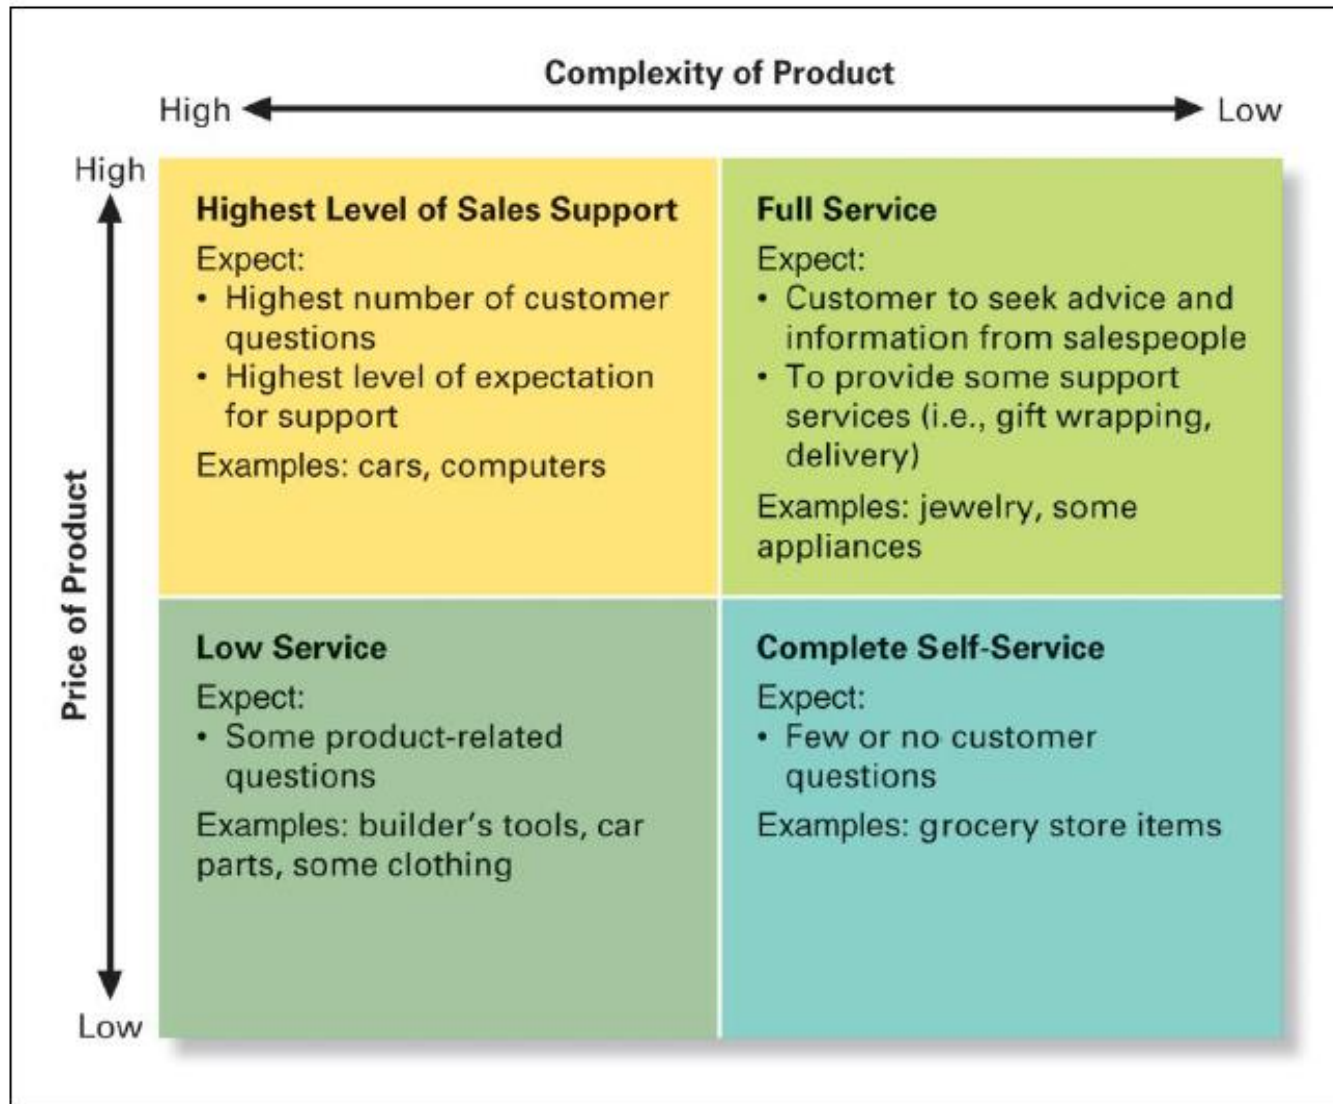 Complexity of Product
High
Low
High
Price of Product
Low
Highest Level of Sales Support
Expect:
• Highest number of customer
questions
• Highest level of expectation
for support
Examples: cars, computers
Full Service
Expect:
• Customer to seek advice and
information from salespeople
• To provide some support
services (i.e., gift wrapping,
delivery)
Examples: jewelry, some
appliances
Low Service
Expect:
• Some product-related
questions
Examples: builder's tools, car
parts, some clothing
Complete Self-Service
Expect:
• Few or no customer
questions
Examples: grocery store items